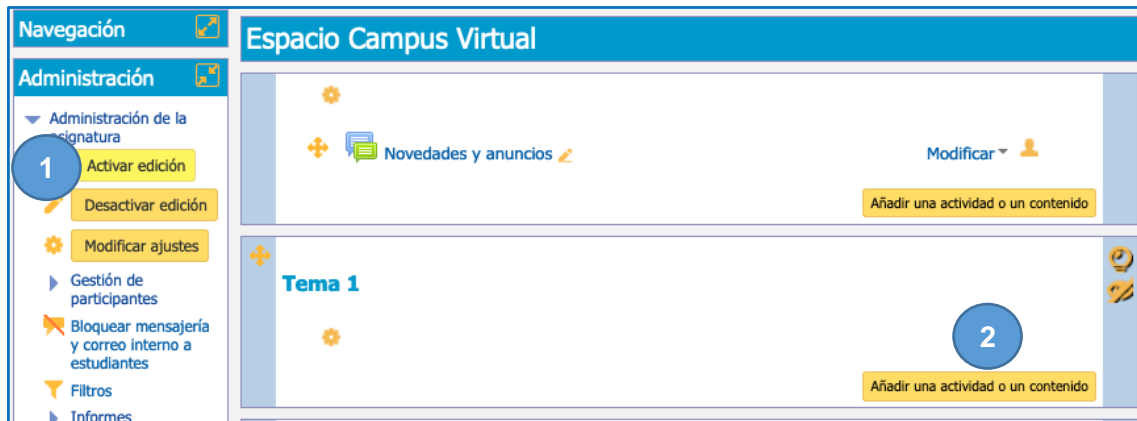 Navegación
Administración
Administración de la
asignatura
1
Activar edición
Desactivar edición
Modificar ajustes
Gestión de
participantes
Bloquear mensajería
y correo interno a
estudiantes
Filtros
Informes
Espacio Campus Virtual
Novedades y anuncios
Modificar
Añadir una actividad o un contenido
Tema 1
2
Añadir una actividad o un contenido